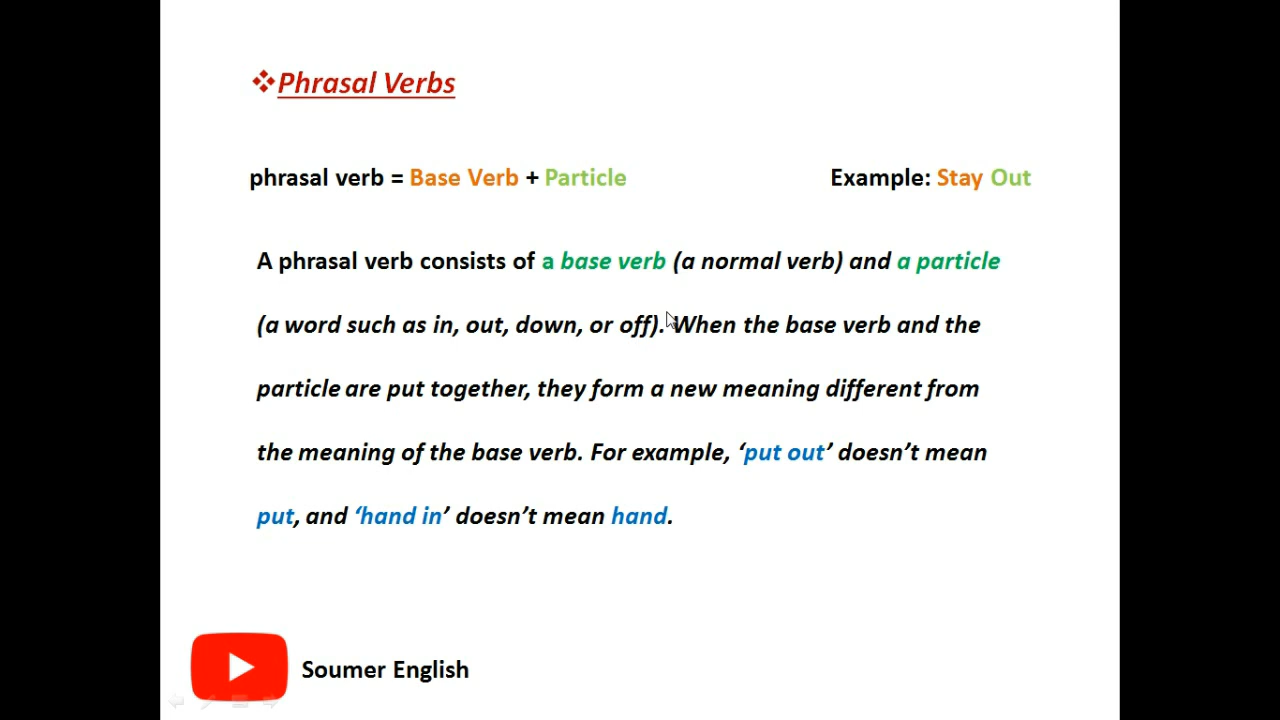 Phrasal Verbs
phrasal verb = Base Verb + Particle Example: Stay Out
A phrasal verb consists of a base verb (a normal verb) and a particle
(a word such as in, out, down, or off). When the base verb and the
particle are put together, they form a new meaning different from
the meaning of the base verb. For example, ‘put out’ doesn’t mean
put, and ‘hand in’ doesn’t mean hand.
Soumer English